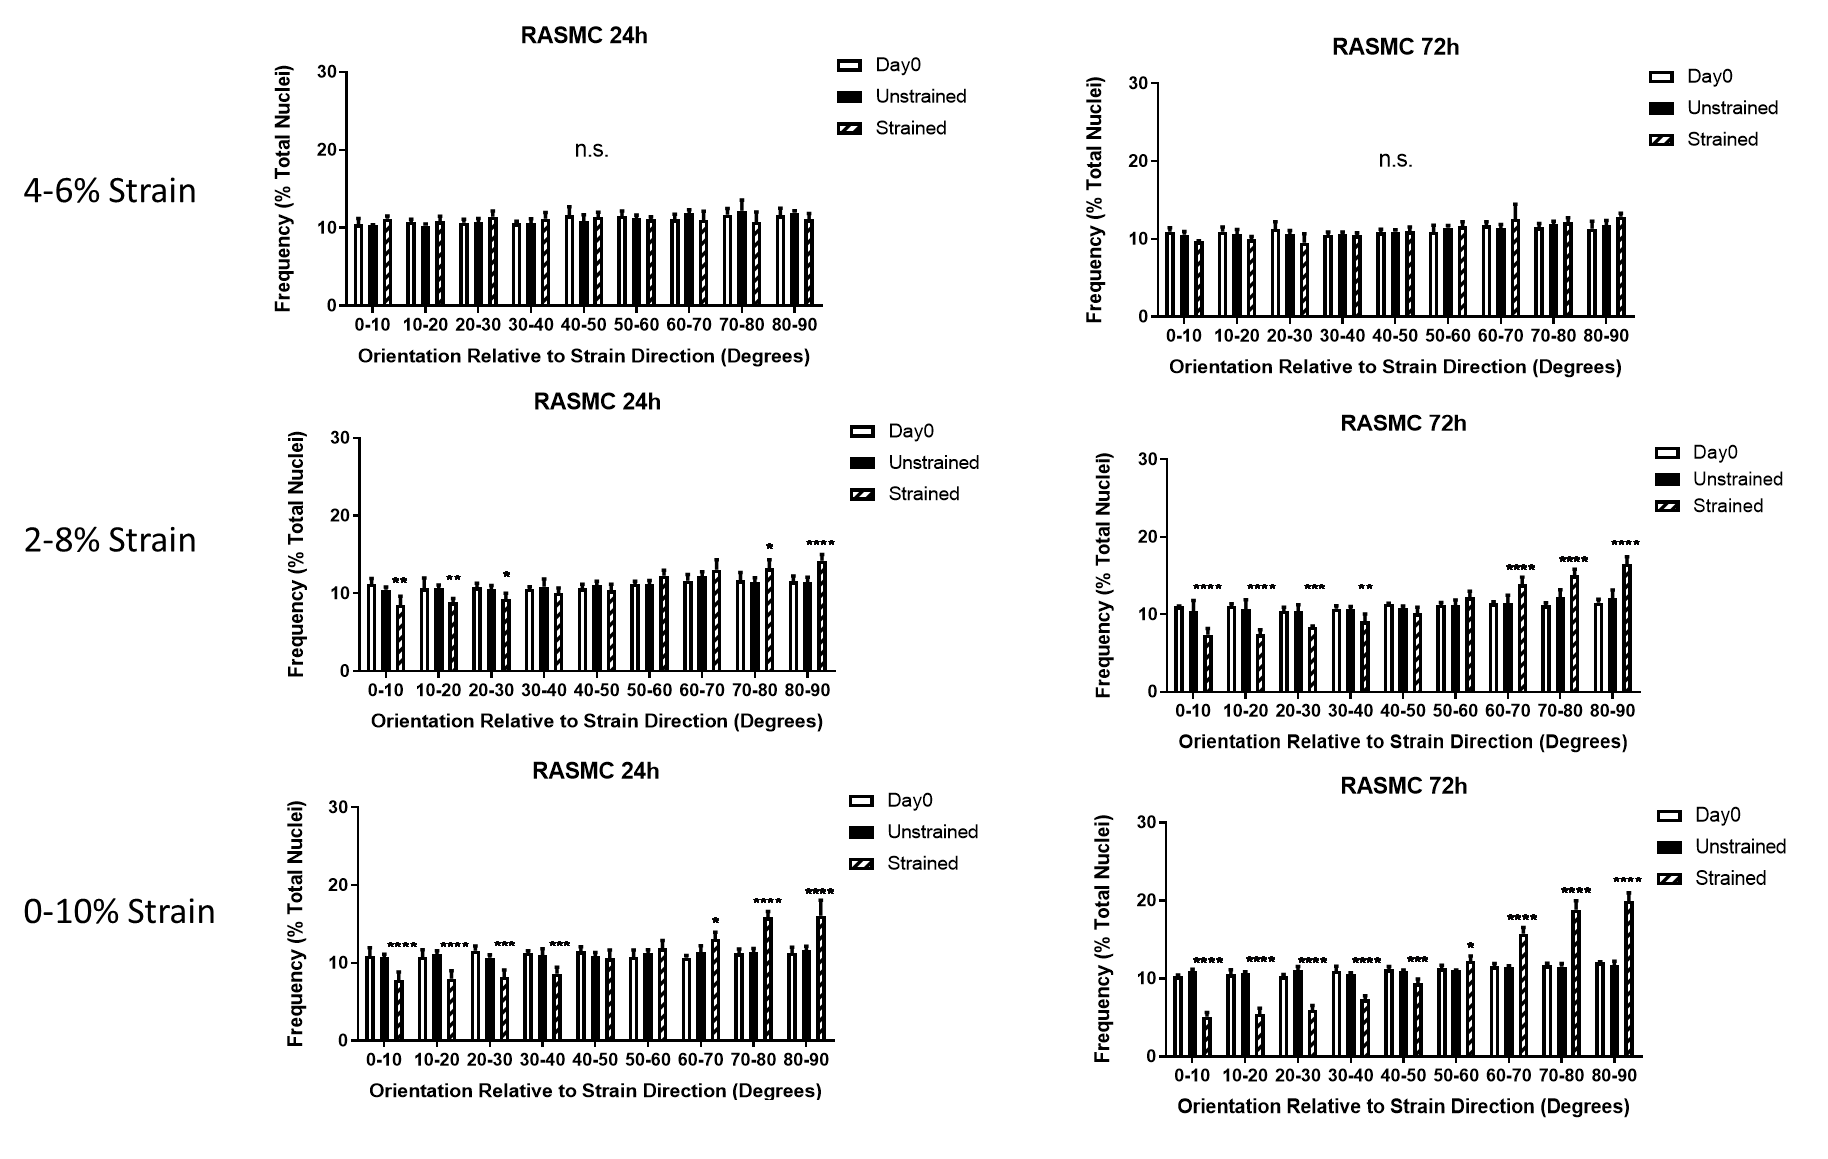 4-6% Strain
RASMC 24h
Frequency (% Total Nuclei)
30
20
10
0
n.s.
Day0
Unstrained
Strained
0-10 10-20 20-30 30-40 40-50 50-60 60-70 70-80 80-90
Orientation Relative to Strain Direction (Degrees)
RASMC 72h
Frequency (% Total Nuclei)
30
20
10
0
n.s.
Day0
Unstrained
Strained
0-10 10-20 20-30 30-40 40-50 50-60 60-70 70-80 80-90
Orientation Relative to Strain Direction (Degrees)
2-8% Strain
RASMC 24h
Frequency (% Total Nuclei)
30
20
10
0
** ** * * ****
Day0
Unstrained
Strained
0-10 10-20 20-30 30-40 40-50 50-60 60-70 70-80 80-90
Orientation Relative to Strain Direction (Degrees)
RASMC 72h
Frequency (% Total Nuclei)
30
20
10
0
**** **** *** ** **** **** ****
Day0
Unstrained
Strained
0-10 10-20 20-30 30-40 40-50 50-60 60-70 70-80 80-90
Orientation Relative to Strain Direction (Degrees)
0-10% Strain
RASMC 24h
Frequency (% Total Nuclei)
30
20
10
0
**** **** *** *** * **** ****
Day0
Unstrained
Strained
0-10 10-20 20-30 30-40 40-50 50-60 60-70 70-80 80-90
Orientation Relative to Strain Direction (Degrees)
RASMC 72h
Frequency (% Total Nuclei)
30
20
10
0
**** **** **** **** *** * **** **** ****
Day0
Unstrained
Strained
0-10 10-20 20-30 30-40 40-50 50-60 60-70 70-80 80-90
Orientation Relative to Strain Direction (Degrees)